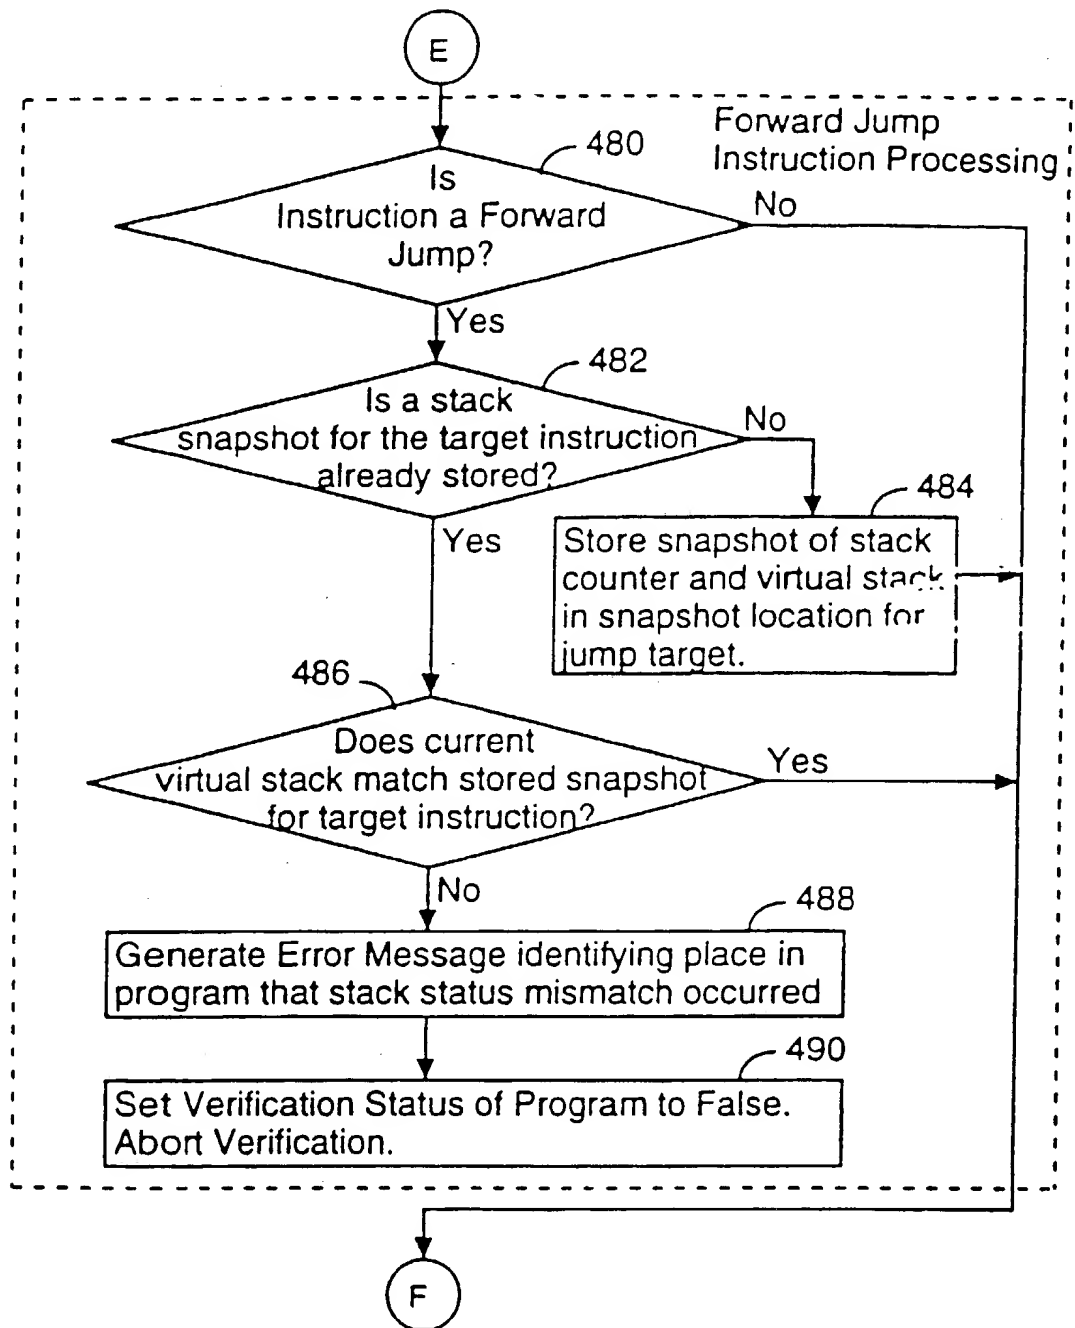 E
Forward Jump
Instruction Processing
480
Is
Instruction a Forward
Jump?
No
Yes
482
Is a stack
snapshot for the target instruction
already stored?
No
Yes
484
Store snapshot of stack
counter and virtual stack
in snapshot location for
jump target.
486
Does current
virtual stack match stored snapshot
for target instruction?
Yes
No
488
Generate Error Message identifying place in
program that stack status mismatch occurred
490
Set Verification Status of Program to False.
Abort Verification.
F